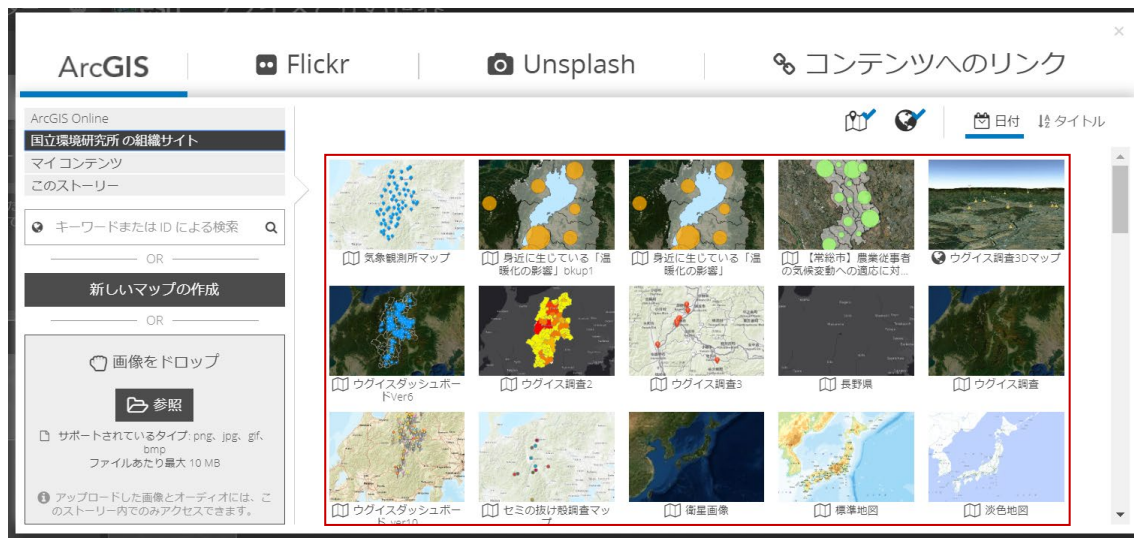 ArcGIS
Flickr
Unsplash
コンテンツへのリンク
ArcGIS Online
国立環境研究所 の組織サイト
マイ コンテンツ
このストーリー
キーワードまたは ID による検索
OR
新しいマップの作成
OR
画像をドロップ
参照
サポートされているタイプ: png、jpg、gif、
bmp
ファイルあたり最大 10 MB
アップロードした画像とオーディオには、こ
のストーリー内でのみアクセスできます。
日付
タイトル
気象観測所マップ
身近に生じている「温
暖化の影響」bkup1
身近に生じている「温
暖化の影響」
【常総市】農業従事者
の気候変動への適応に対...
ウグイス調査3Dマップ
ウグイスダッシュボー
ドVer6
ウグイス調査2
ウグイス調査3
長野県
ウグイス調査
ウグイスダッシュボー
ド ver10
セミの抜け殻調査マッ
プ
衛星画像
標準地図
淡色地図